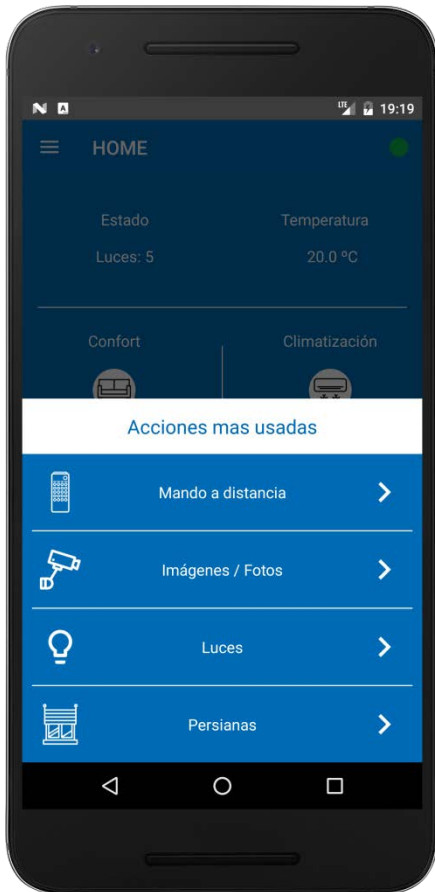 LTE 19:19
HOME
Estado Temperatura
Luces: 5 20.0 ºC
Confort Climatización
Acciones mas usadas
Mando a distancia
Imágenes / Fotos
Luces
Persianas